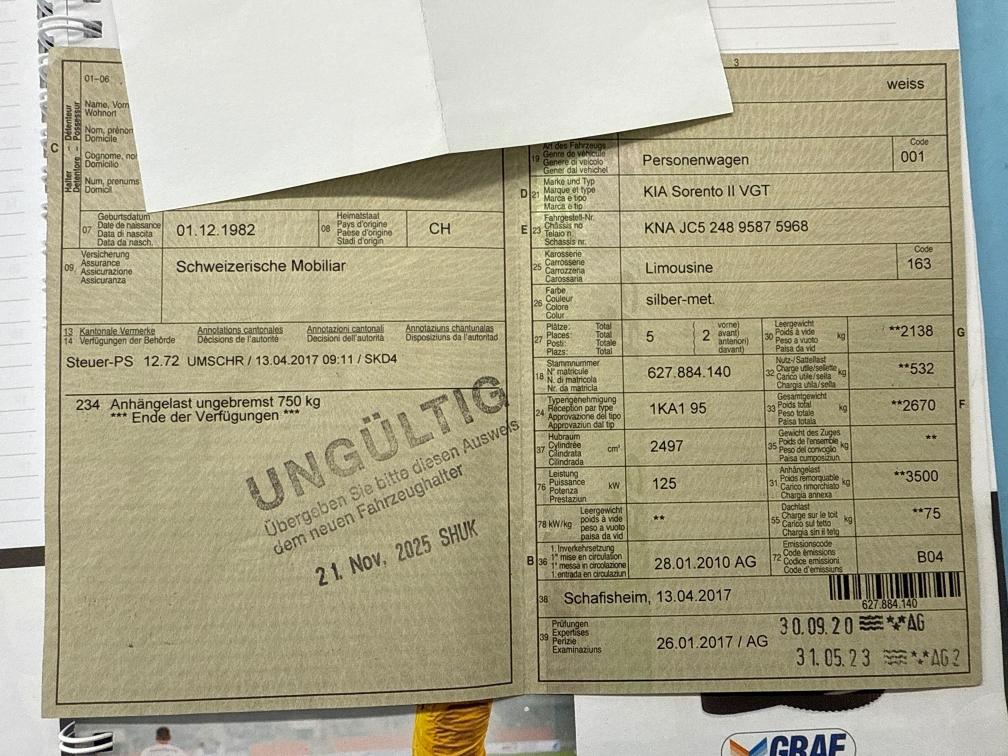 01-06
C
Halter - Détenteur
Detentore - Possessur
Name, Vorn
Wohnort
Nom, prénon
Domicile
Cognome, no
Domicilio
Num, prenums
Domicil
07
Geburtsdatum
Date de naissance
Data di nascita
Data da nasch.
01.12.1982
08
Heimatstaat
Pays d'origine
Paese d'origine
Stadi d'origin
CH
09
Versicherung
Assurance
Assicurazione
Assicuranza
Schweizerische Mobiliar
13 Kantonale Vermerke Annotations cantonales Annotazioni cantonali Annotaziuns chantunalas
14 Verfügungen der Behörde Décisions de l'autorité Decisioni dell'autorità Disposiziuns da l'autoritad
Steuer-PS 12.72 UMSCHR / 13.04.2017 09:11 / SKD4
234 Anhängelast ungebremst 750 kg
*** Ende der Verfügungen ***
UNGÜLTIG
Übergeben Sie bitte diesen Ausweis
dem neuen Fahrzeughalter
21. Nov. 2025 SHUK
3
weiss
19
Art des Fahrzeugs
Genre de véhicule
Genere di veicolo
Gener dal vehichel
Personenwagen
Code
001
D 21
Marke und Typ
Marque et type
Marca e tipo
Marca e tip
KIA Sorento II VGT
E 23
Fahrgestell-Nr.
Châssis no
Telaio n.
Schassis nr.
KNA JC5 248 9587 5968
25
Karosserie
Carrosserie
Carrozzeria
Carossaria
Limousine
Code
163
26
Farbe
Couleur
Colore
Colur
silber-met.
27
Plätze: Total
Places: Total
Posti: Totale
Plazs: Total
5
2
vorne)
avant)
anteriori)
davant)
30
Leergewicht
Poids à vide
Peso a vuoto
Paisa da vid
kg
**2138
G
18
Stammnummer
N° matricule
N. di matricola
Nr. da matricla
627.884.140
32
Nutz-/Sattellast
Charge utile/sellette
Carico utile/sella
Chargia utila/sella
kg
**532
24
Typengenehmigung
Réception par type
Approvazione del tipo
Approvaziun dal tip
1KA1 95
33
Gesamtgewicht
Poids total
Peso totale
Paisa totala
kg
**2670
F
37
Hubraum
Cylindrée
Cilindrata
Cilindrada
cm³
2497
35
Gewicht des Zuges
Poids de l'ensemble
Peso del convoglio
Paisa cumposiziun
kg
**
76
Leistung
Puissance
Potenza
Prestaziun
kW
125
31
Anhängelast
Poids remorquable
Carico rimorchiato
Chargia annexa
kg
**3500
78 kW/kg
Leergewicht
poids à vide
peso a vuoto
paisa da vid
**
55
Dachlast
Charge sur le toit
Carico sul tetto
Chargia sin il tetg
kg
**75
B 36
1. Inverkehrsetzung
1re mise en circulation
1a messa in circolazione
1. entrada en circulaziun
28.01.2010 AG
72
Emissionscode
Code émissions
Codice emissioni
Code d'emissiuns
B04
38
Schafisheim, 13.04.2017
627.884.140
39
Prüfungen
Expertises
Perizie
Examinaziuns
26.01.2017 / AG
30.09.20 AG
31.05.23 AG2
GRAF